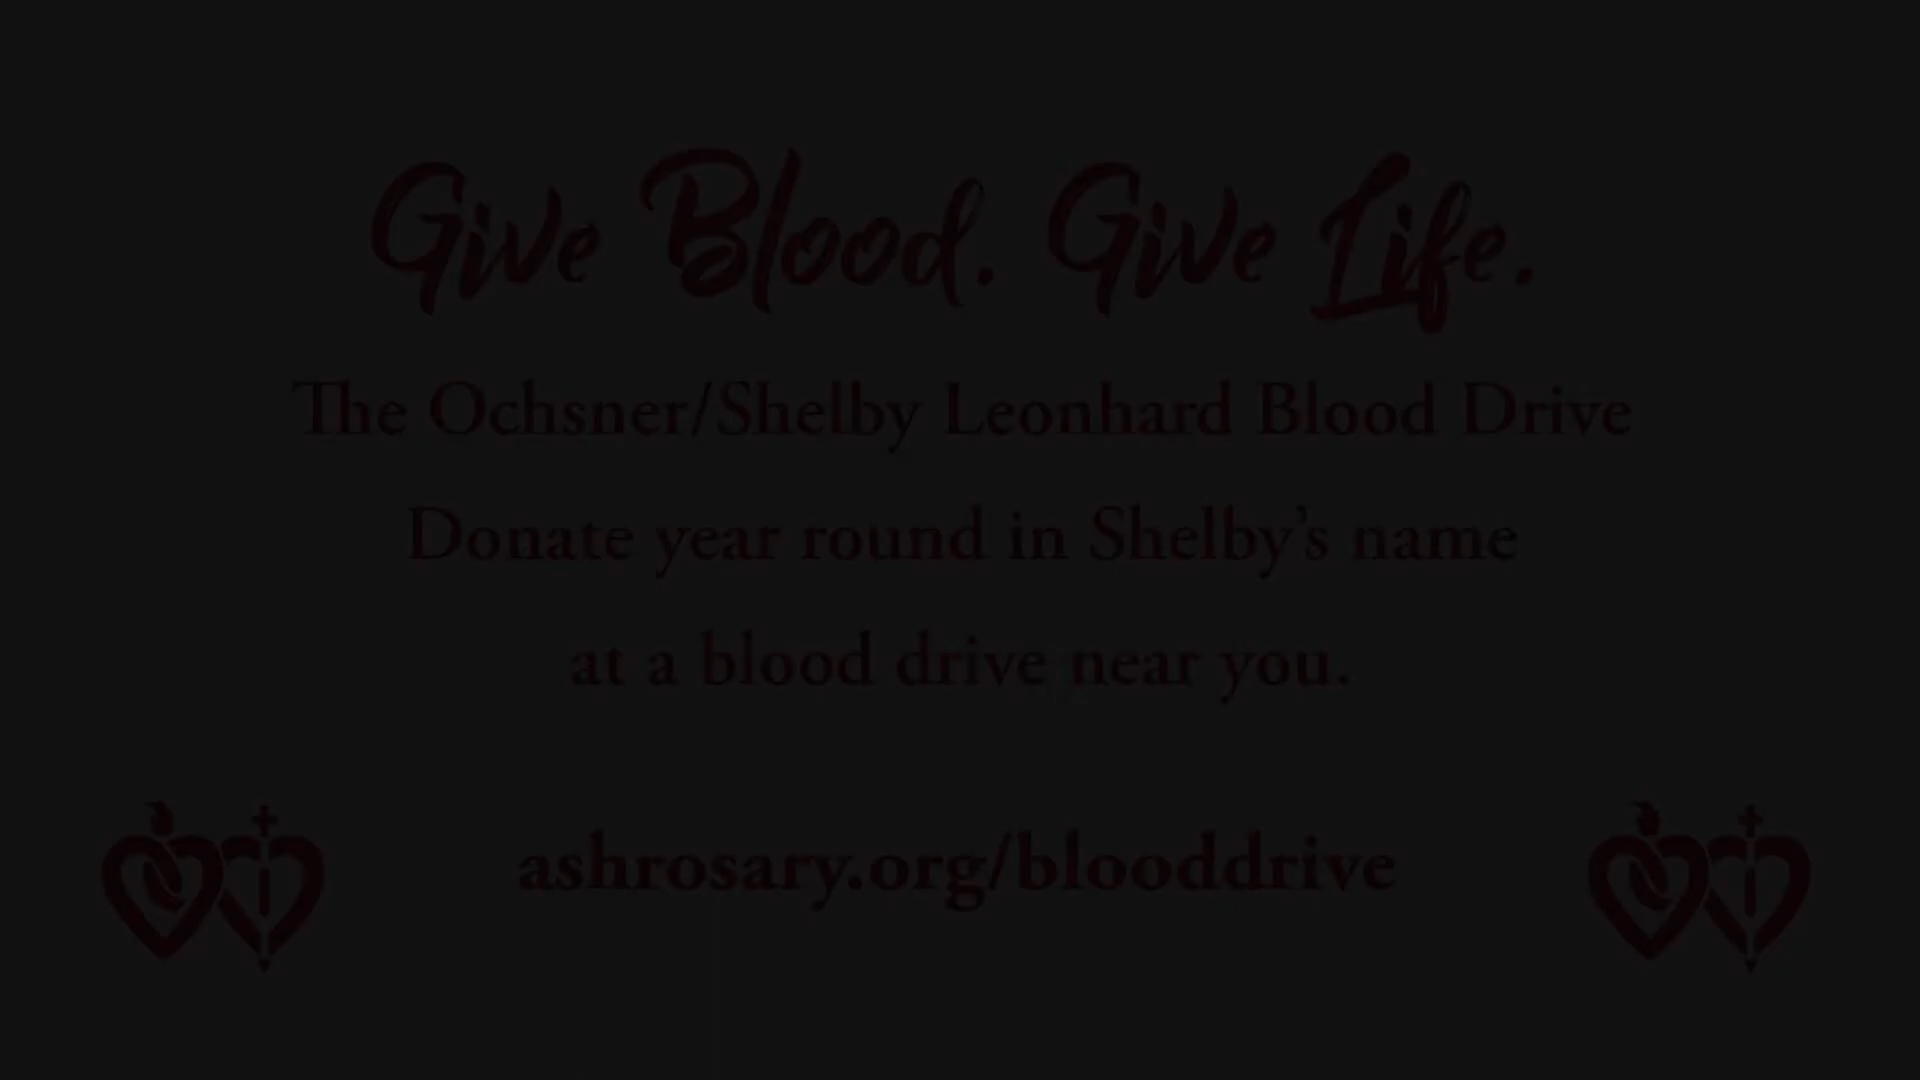 Give Blood. Give Life.
The Ochsner/Shelby Leonhard Blood Drive
Donate year round in Shelby’s name
at a blood drive near you.
ashrosary.org/blooddrive